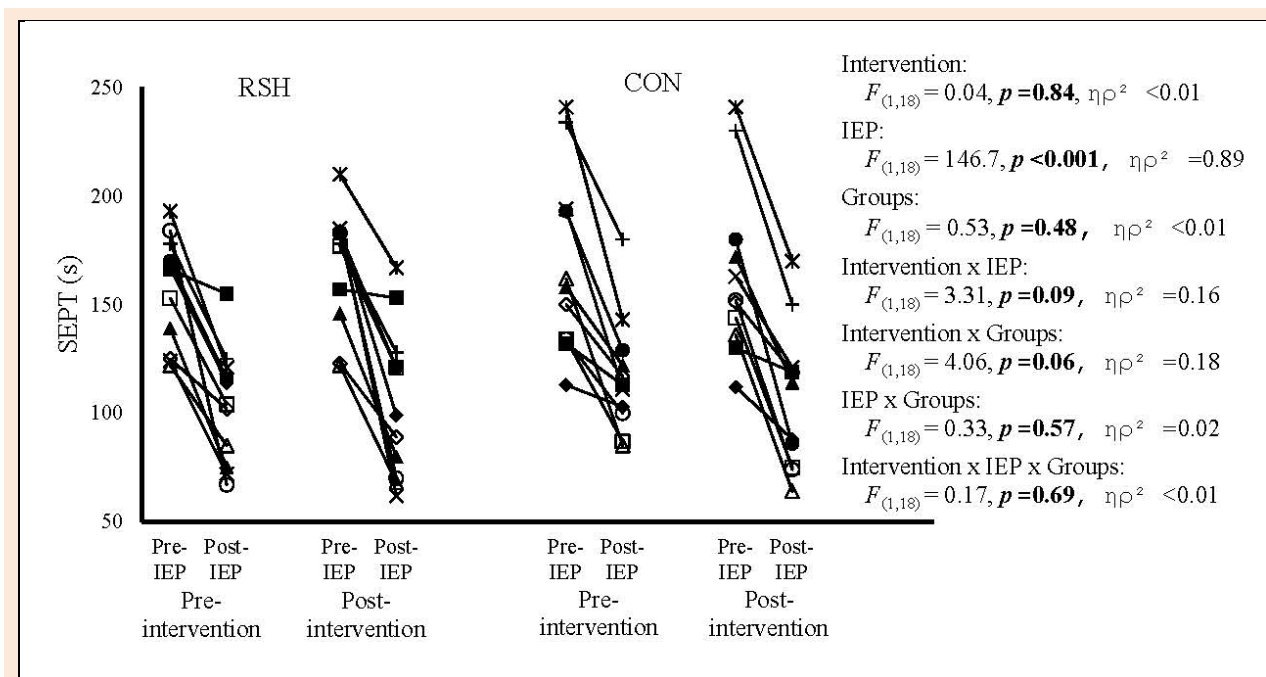 RSH
CON
SEPT (s)
250
200
150
100
50
Pre-
IEP
Post-
IEP
Pre-
intervention
Pre-
IEP
Post-
IEP
Post-
intervention
Pre-
IEP
Post-
IEP
Pre-
intervention
Pre-
IEP
Post-
IEP
Post-
intervention
Intervention:
F(1,18) = 0.04, p =0.84, ηρ² <0.01
IEP:
F(1,18) = 146.7, p <0.001, ηρ² =0.89
Groups:
F(1,18) = 0.53, p =0.48, ηρ² <0.01
Intervention x IEP:
F(1,18) = 3.31, p =0.09, ηρ² =0.16
Intervention x Groups:
F(1,18) = 4.06, p =0.06, ηρ² =0.18
IEP x Groups:
F(1,18) = 0.33, p =0.57, ηρ² =0.02
Intervention x IEP x Groups:
F(1,18) = 0.17, p =0.69, ηρ² <0.01